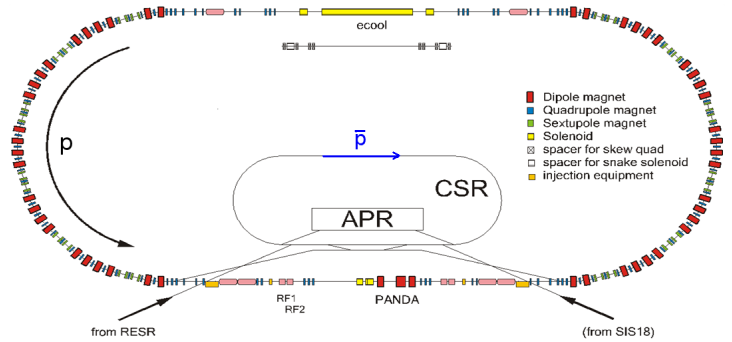 ecool
p
p̅
CSR
APR
Dipole magnet
Quadrupole magnet
Sextupole magnet
Solenoid
spacer for skew quad
spacer for snake solenoid
injection equipment
RF1
RF2
PANDA
from RESR
(from SIS18)